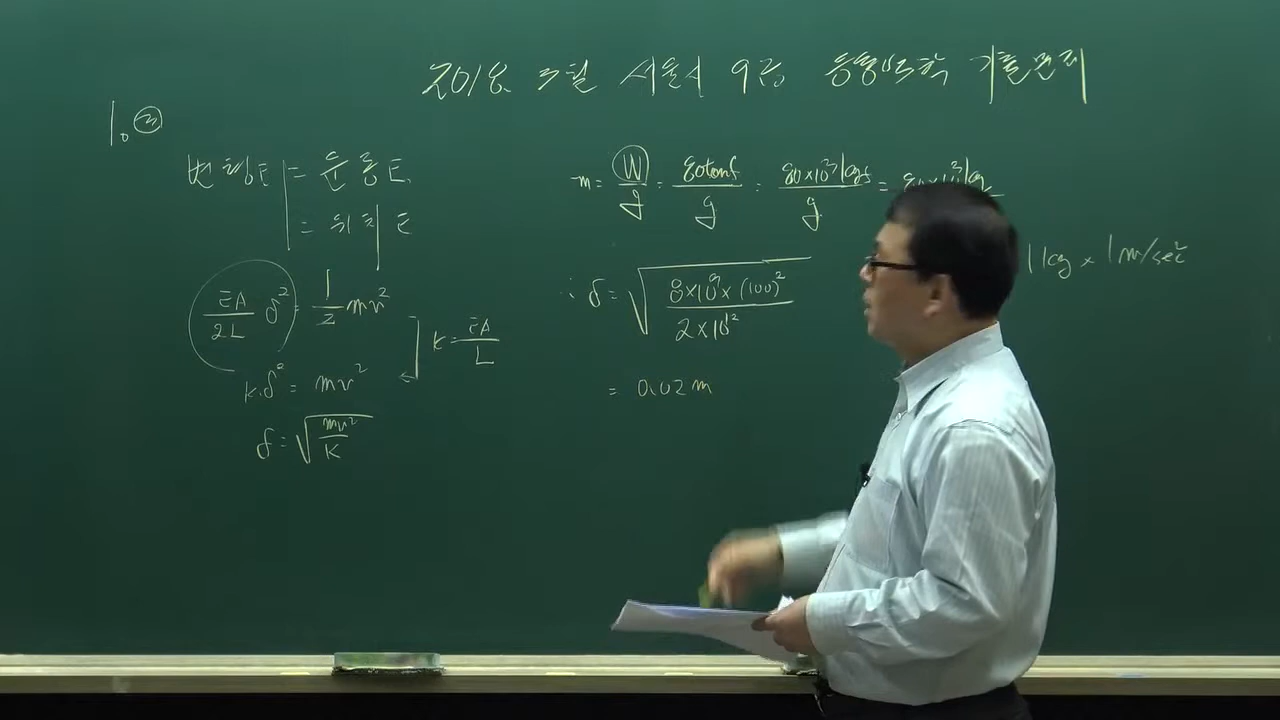 2018. 3월 서울시 9급 응용역학 기출문제
1. ②
변형E = 운동E
= 위치E
EA/2L δ² = 1/2 mv²
K = EA/L
K·δ² = mv²
δ = √(mv²/K)
m = W/g = 80tonf/g = 80×10³kgf/g = 80×10³kg
1kg × 1m/sec²
∴ δ = √(8×10⁴×(100)²/2×10¹²)
= 0.02m